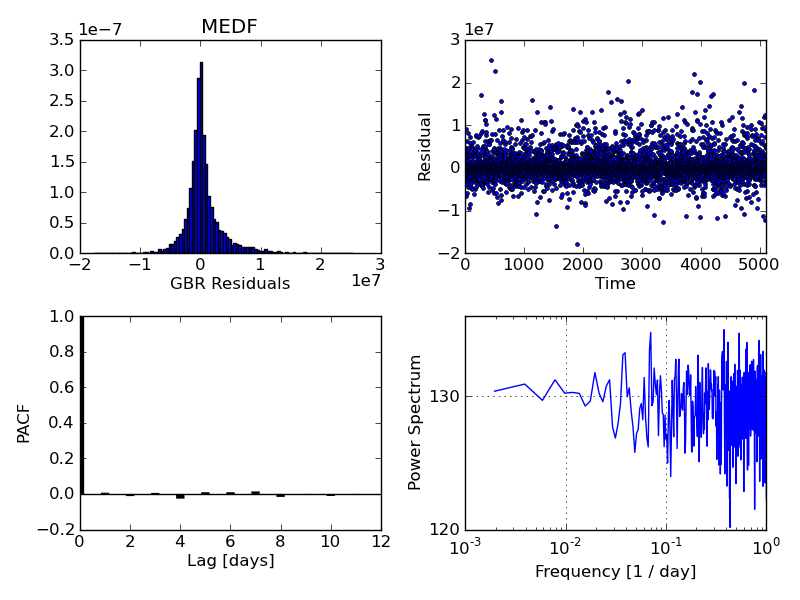 MEDF
1e−7
3.5
3.0
2.5
2.0
1.5
1.0
0.5
0.0
−2 −1 0 1 2 3
1e7
GBR Residuals
1e7
3
2
1
0
−1
−2
Residual
0 1000 2000 3000 4000 5000
Time
1.0
0.8
0.6
0.4
0.2
0.0
−0.2
PACF
0 2 4 6 8 10 12
Lag [days]
130
120
Power Spectrum
10^-3 10^-2 10^-1 10^0
Frequency [1 / day]